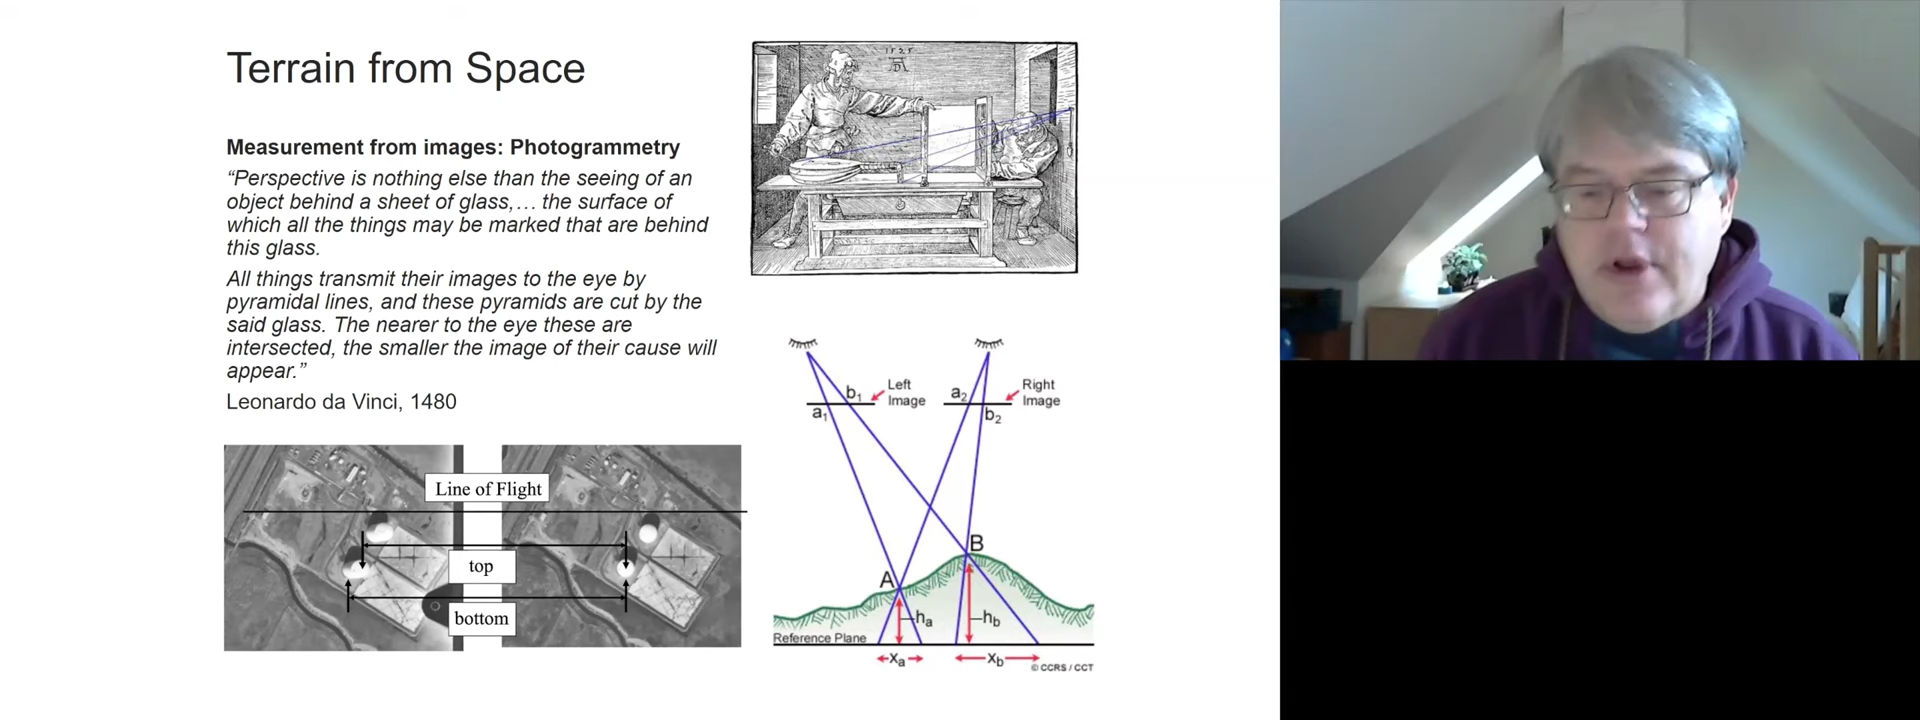 Terrain from Space
Measurement from images: Photogrammetry
“Perspective is nothing else than the seeing of an
object behind a sheet of glass,… the surface of
which all the things may be marked that are behind
this glass.
All things transmit their images to the eye by
pyramidal lines, and these pyramids are cut by the
said glass. The nearer to the eye these are
intersected, the smaller the image of their cause will
appear.”
Leonardo da Vinci, 1480
Line of Flight
top
bottom
1525
AD
b1
Left
Image
a1
a2
Right
Image
b2
B
A
ha
hb
Reference Plane
xa
xb
© CCRS / CCT